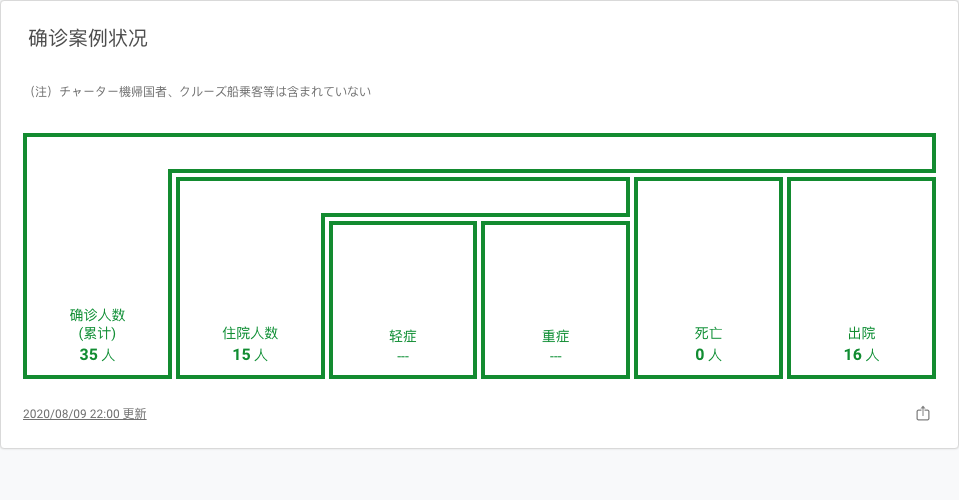 确诊案例状况
（注）チャーター機帰国者、クルーズ船乗客等は含まれていない
确诊人数
(累计)
35 人
住院人数
15 人
轻症
---
重症
---
死亡
0 人
出院
16 人
2020/08/09 22:00 更新